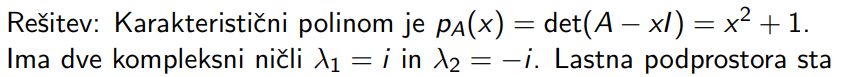 Rešitev: Karakteristični polinom je p_A(x) = det(A − xI) = x² + 1.
Ima dve kompleksni ničli λ₁ = i in λ₂ = −i. Lastna podprostora sta